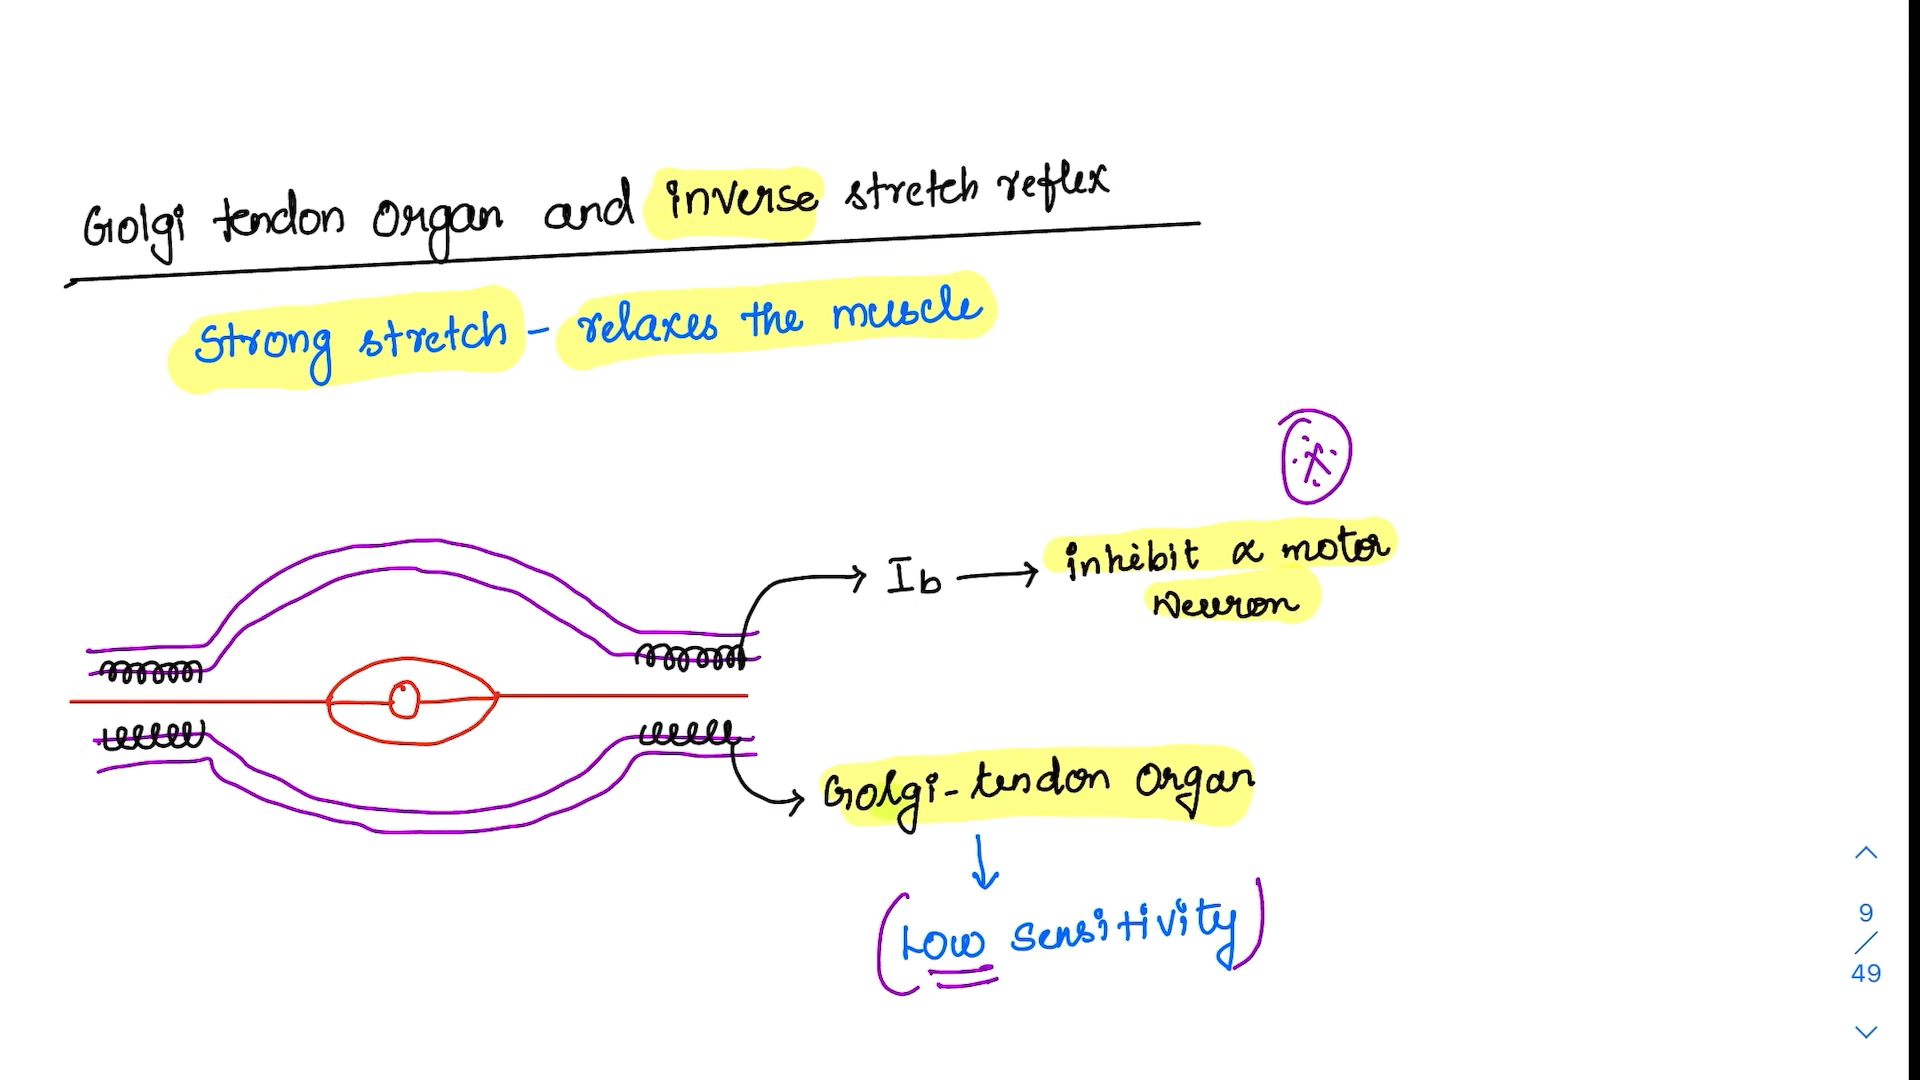 Golgi tendon organ and inverse stretch reflex
Strong stretch - relaxes the muscle
Ib → inhibit α motor
Neuron
Golgi-tendon organ
↓
(Low sensitivity)
9
/
49